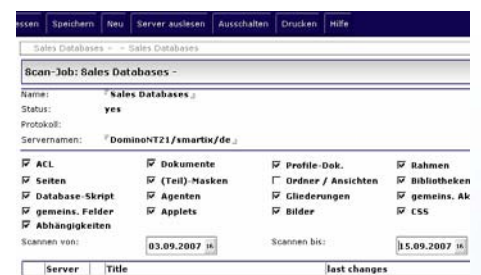 essen Speichern Neu Server auslesen Ausschalten Drucken Hilfe
Sales Databases - - Sales Databases
Scan-Job: Sales Databases -
Name: Sales Databases
Status: yes
Protokoll:
Servernamen: DominoNT21/smartix/de
ACL Dokumente Profile-Dok. Rahmen
Seiten (Teil)-Masken Ordner / Ansichten Bibliotheken
Database-Skript Agenten Gliederungen gemeins. Ak
gemeins. Felder Applets Bilder CSS
Abhängigkeiten
Scannen von: 03.09.2007 16 Scannen bis: 15.09.2007 16
Server Title last changes